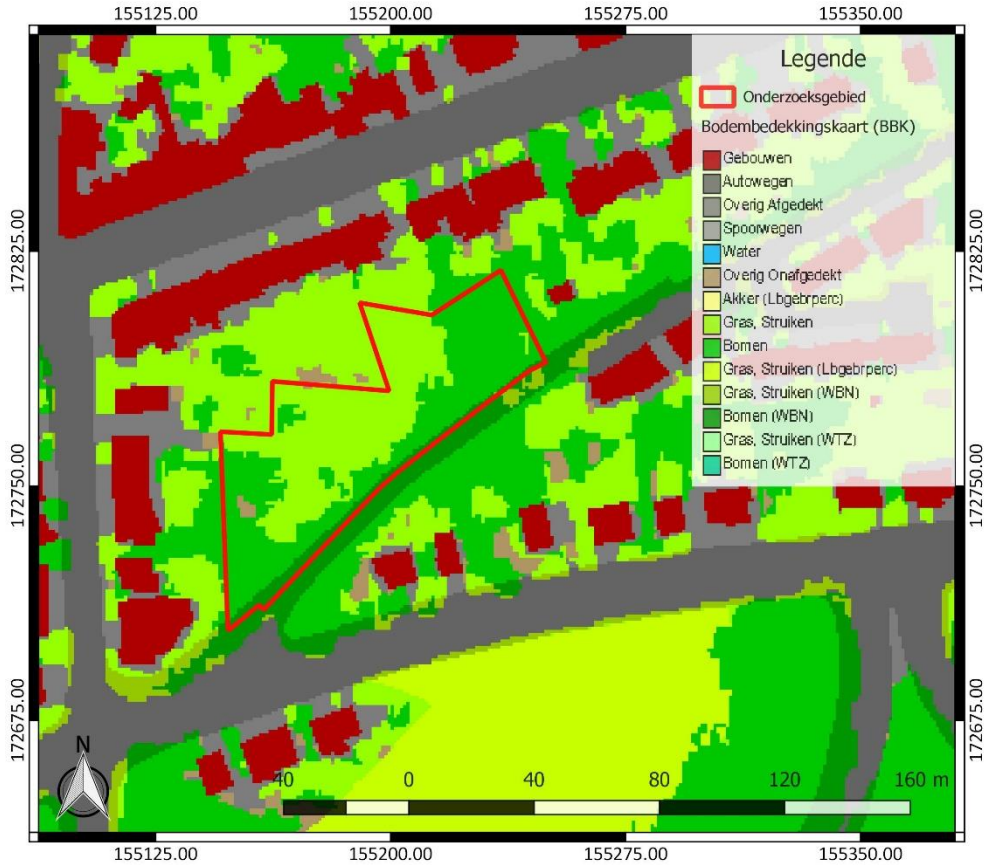 155125.00 155200.00 155275.00 155350.00
Legende
Onderzoeksgebied
Bodembedekkingskaart (BBK)
Gebouwen
Autowegen
Overig Afgedekt
Spoorwegen
Water
Overig Onafgedekt
Akker (Lbgebrperc)
Gras, Struiken
Bomen
Gras, Struiken (Lbgebrperc)
Gras, Struiken (WBN)
Bomen (WBN)
Gras, Struiken (WTZ)
Bomen (WTZ)
172825.00 172825.00
172750.00 172750.00
172675.00 172675.00
N
40 0 40 80 120 160 m
155125.00 155200.00 155275.00 155350.00